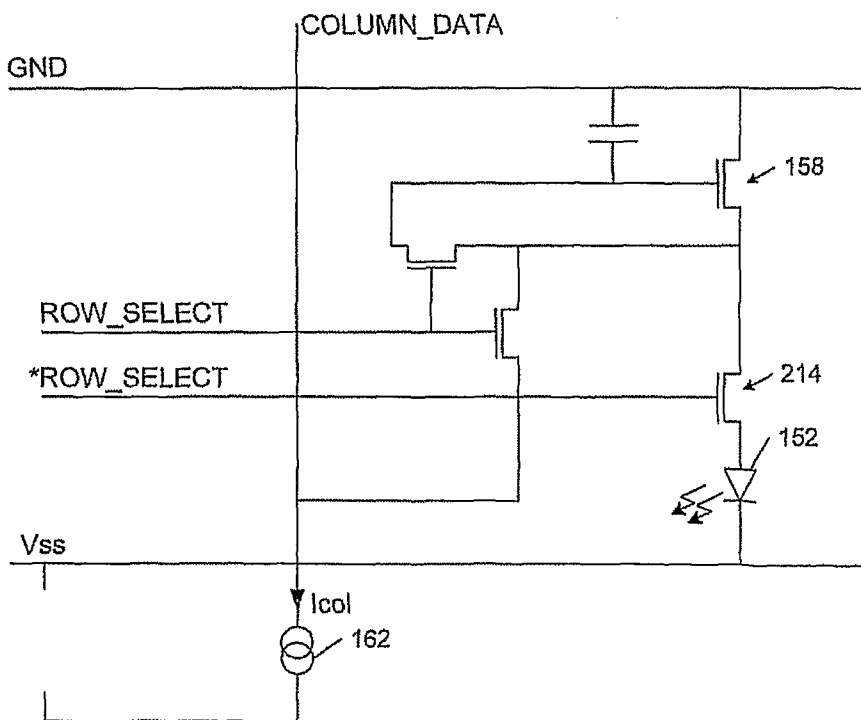 COLUMN_DATA
GND
158
ROW_SELECT
*ROW_SELECT
214
152
Vss
Icol
162